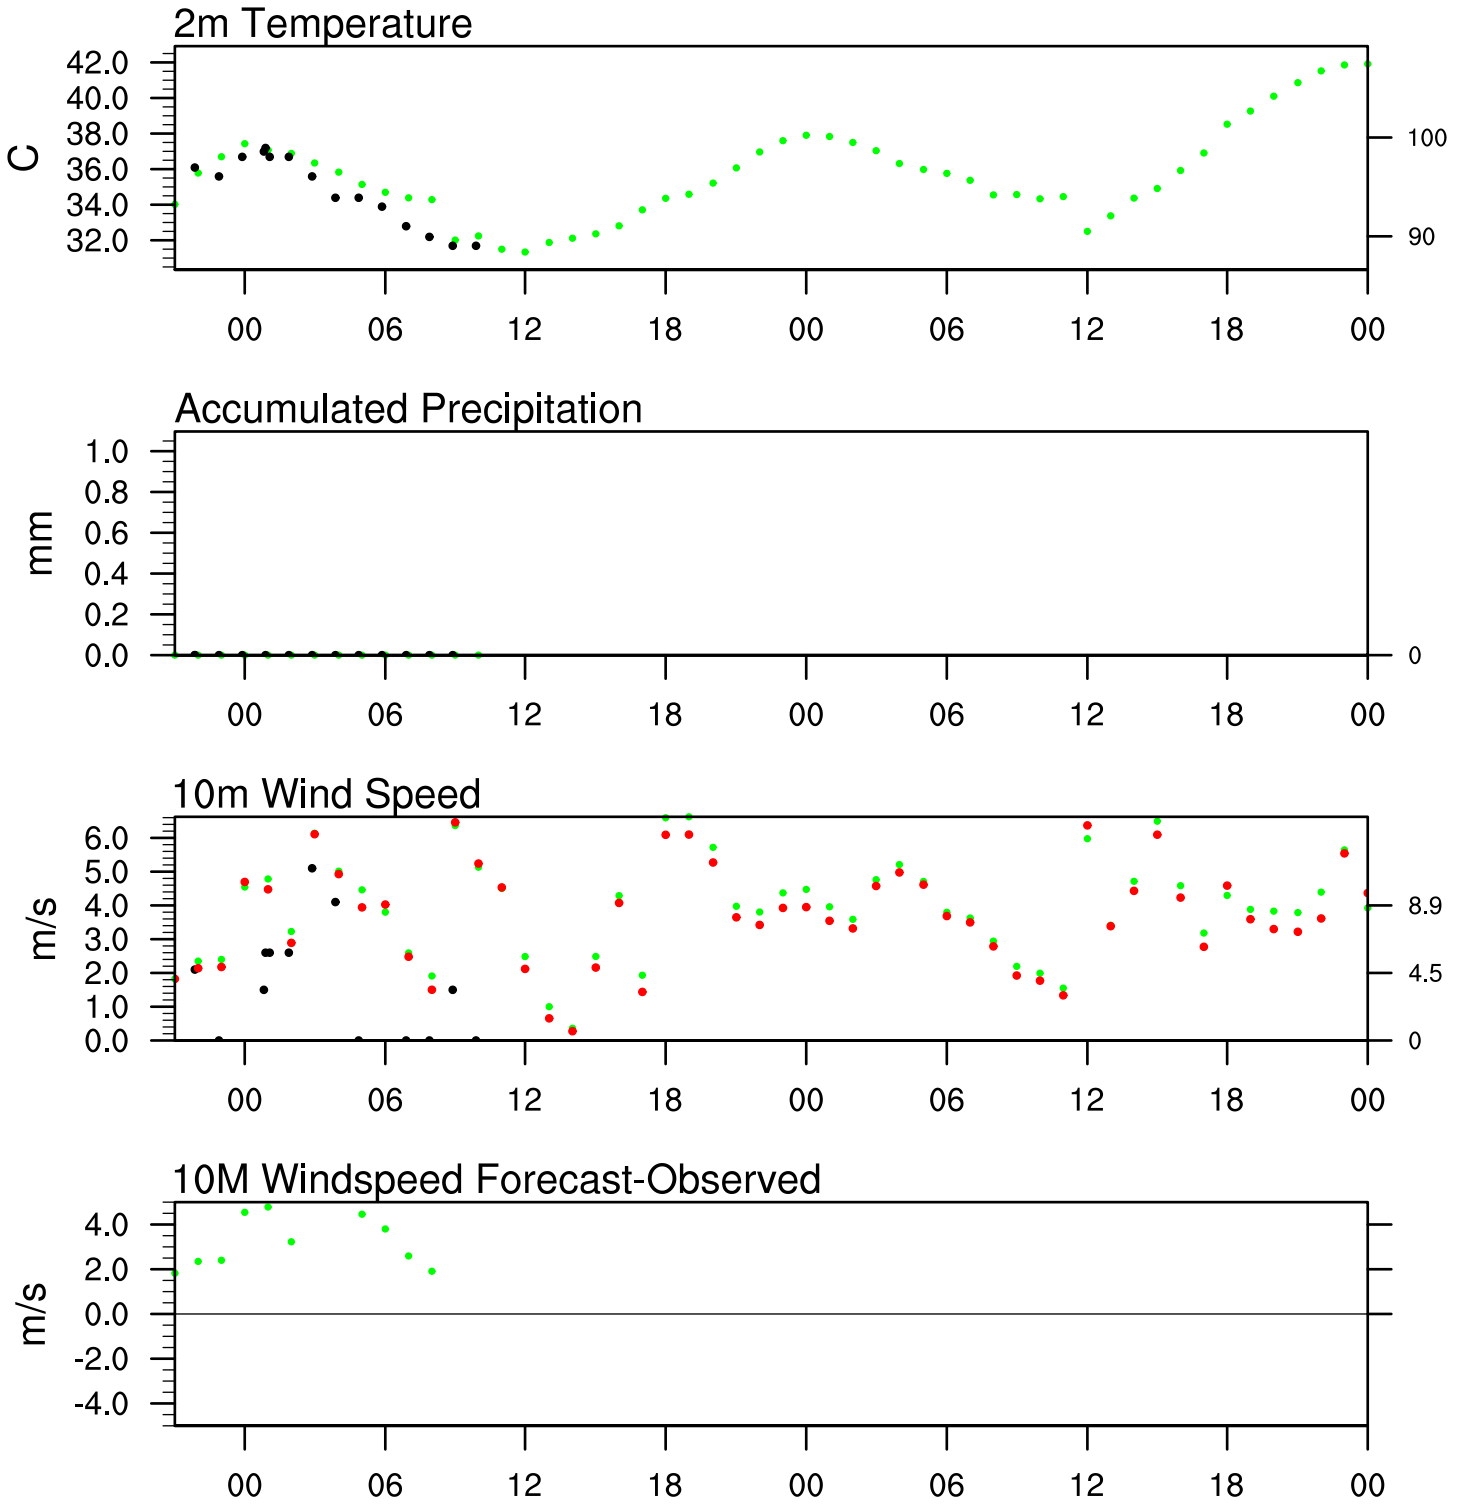 2m Temperature
42.0
40.0
38.0
36.0
34.0
32.0
C
100
90
00 06 12 18 00 06 12 18 00
Accumulated Precipitation
1.0
0.8
0.6
0.4
0.2
0.0
mm
0
00 06 12 18 00 06 12 18 00
10m Wind Speed
6.0
5.0
4.0
3.0
2.0
1.0
0.0
m/s
8.9
4.5
0
00 06 12 18 00 06 12 18 00
10M Windspeed Forecast-Observed
4.0
2.0
0.0
-2.0
-4.0
m/s
00 06 12 18 00 06 12 18 00